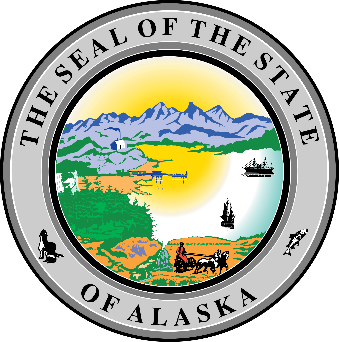 THE SEAL OF THE STATE
OF ALASKA